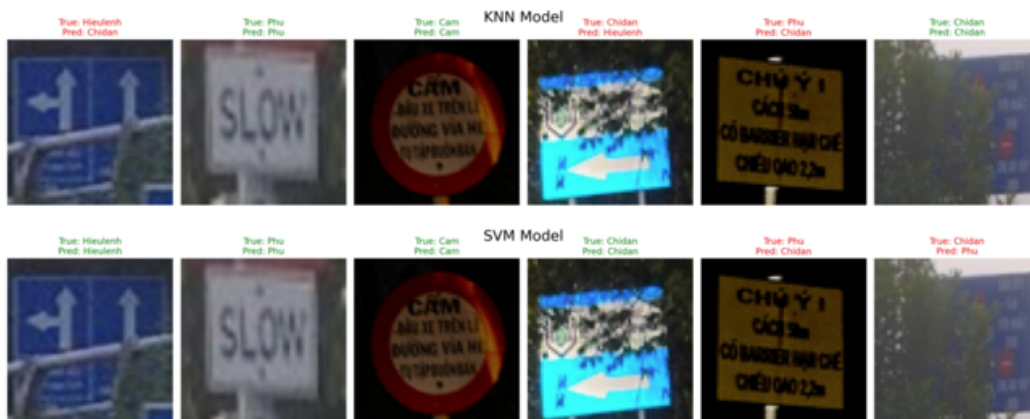 KNN Model
True: Hieulenh
Pred: Chidan
True: Phu
Pred: Phu
True: Cam
Pred: Cam
True: Chidan
Pred: Hieulenh
True: Phu
Pred: Chidan
True: Chidan
Pred: Chidan
SLOW
CẤM
ĐẬU XE TRÊN LỀ
ĐƯỜNG VỈA HÈ
TỤ TẬP BUÔN BÁN
CHÚ Ý !
CÁCH 50m
CÓ BARRIER HẠN CHẾ
CHIỀU CAO 2,2m
SVM Model
True: Hieulenh
Pred: Hieulenh
True: Phu
Pred: Phu
True: Cam
Pred: Cam
True: Chidan
Pred: Chidan
True: Phu
Pred: Chidan
True: Chidan
Pred: Phu
SLOW
CẤM
ĐẬU XE TRÊN LỀ
ĐƯỜNG VỈA HÈ
TỤ TẬP BUÔN BÁN
CHÚ Ý !
CÁCH 50m
CÓ BARRIER HẠN CHẾ
CHIỀU CAO 2,2m